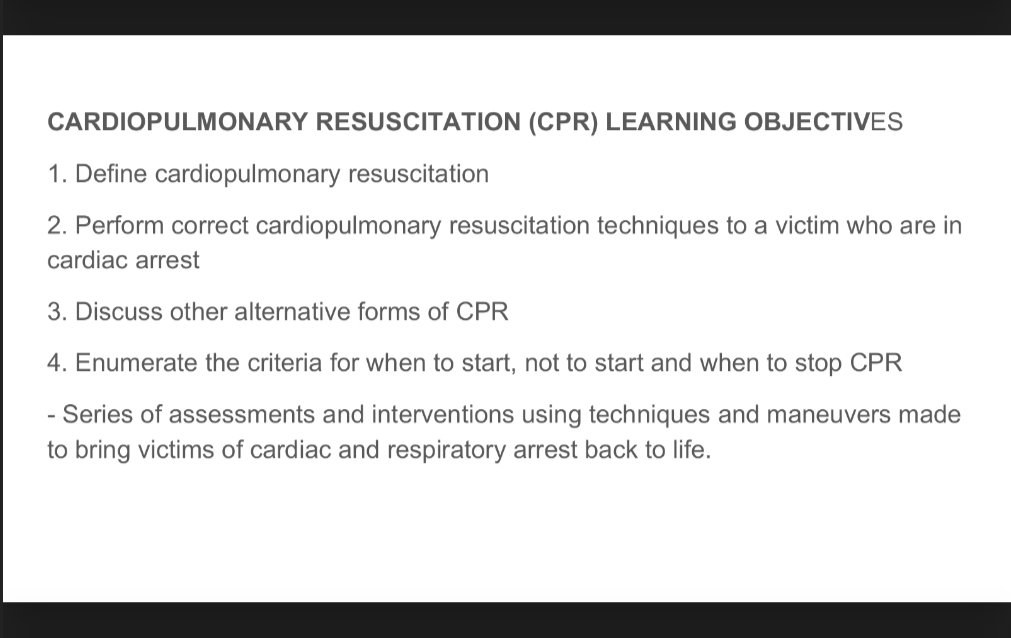 CARDIOPULMONARY RESUSCITATION (CPR) LEARNING OBJECTIVES
1. Define cardiopulmonary resuscitation
2. Perform correct cardiopulmonary resuscitation techniques to a victim who are in
cardiac arrest
3. Discuss other alternative forms of CPR
4. Enumerate the criteria for when to start, not to start and when to stop CPR
- Series of assessments and interventions using techniques and maneuvers made
to bring victims of cardiac and respiratory arrest back to life.